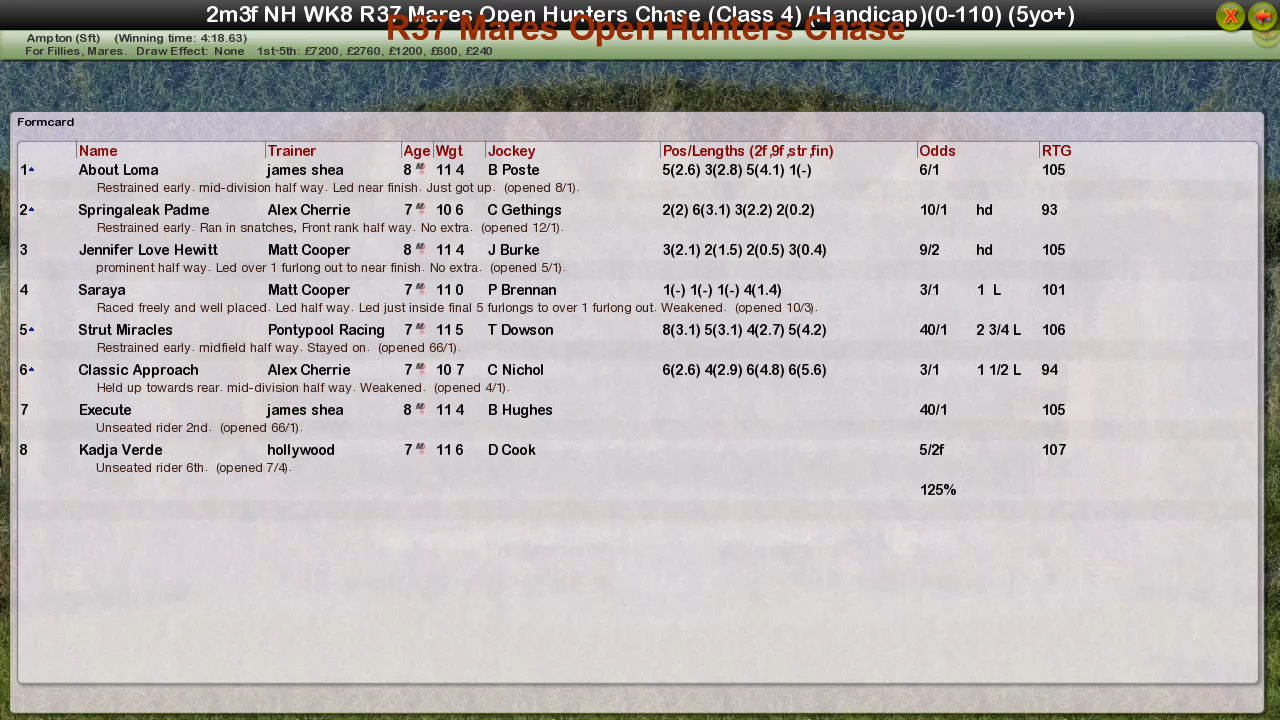 2m3f NH WK8 R37 Mares Open Hunters Chase (Class 4) (Handicap)(0-110) (5yo+)
R37 Mares Open Hunters Chase
Ampton (Sft) (Winning time: 4:18.63)
For Fillies, Mares. Draw Effect: None 1st-5th: £7200, £2760, £1200, £600, £240
Formcard
Name Trainer Age Wgt Jockey Pos/Lengths (2f,9f,str,fin) Odds RTG
1 About Loma james shea 8 M 11 4 B Poste 5(2.6) 3(2.8) 5(4.1) 1(-) 6/1 105
Restrained early. mid-division half way. Led near finish. Just got up. (opened 8/1).
2 Springaleak Padme Alex Cherrie 7 M 10 6 C Gethings 2(2) 6(3.1) 3(2.2) 2(0.2) 10/1 hd 93
Restrained early. Ran in snatches, Front rank half way. No extra. (opened 12/1).
3 Jennifer Love Hewitt Matt Cooper 8 M 11 4 J Burke 3(2.1) 2(1.5) 2(0.5) 3(0.4) 9/2 hd 105
prominent half way. Led over 1 furlong out to near finish. No extra. (opened 5/1).
4 Saraya Matt Cooper 7 M 11 0 P Brennan 1(-) 1(-) 1(-) 4(1.4) 3/1 1 L 101
Raced freely and well placed. Led half way. Led just inside final 5 furlongs to over 1 furlong out. Weakened. (opened 10/3).
5 Strut Miracles Pontypool Racing 7 M 11 5 T Dowson 8(3.1) 5(3.1) 4(2.7) 5(4.2) 40/1 2 3/4 L 106
Restrained early. midfield half way. Stayed on. (opened 66/1).
6 Classic Approach Alex Cherrie 7 M 10 7 C Nichol 6(2.6) 4(2.9) 6(4.8) 6(5.6) 3/1 1 1/2 L 94
Held up towards rear. mid-division half way. Weakened. (opened 4/1).
7 Execute james shea 8 M 11 4 B Hughes 40/1 105
Unseated rider 2nd. (opened 66/1).
8 Kadja Verde hollywood 7 M 11 6 D Cook 5/2f 107
Unseated rider 6th. (opened 7/4).
125%